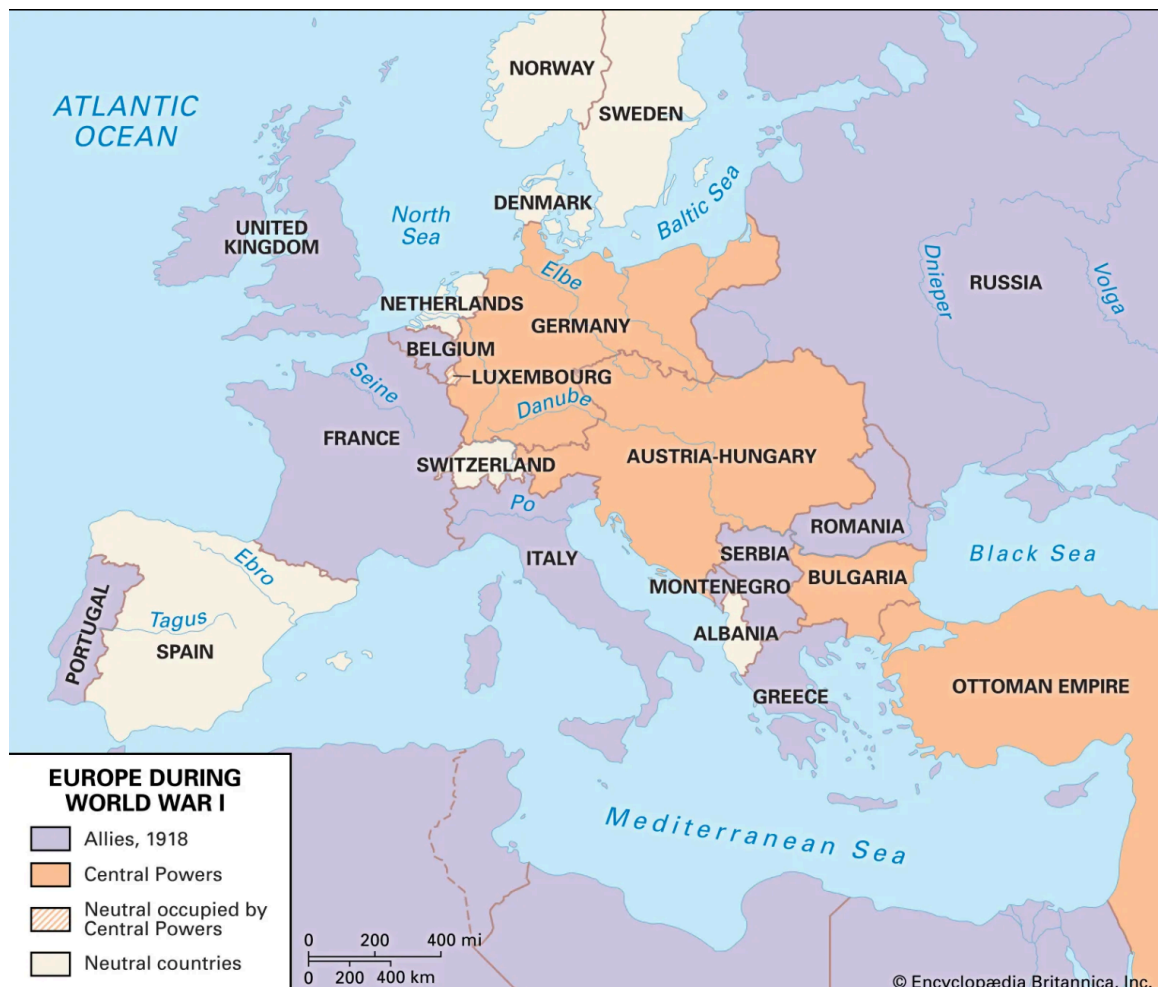 NORWAY
SWEDEN
ATLANTIC
OCEAN
DENMARK
North
Sea
Baltic Sea
UNITED
KINGDOM
Elbe
Dnieper
RUSSIA
Volga
NETHERLANDS
GERMANY
BELGIUM
LUXEMBOURG
Seine
Danube
FRANCE
SWITZERLAND
AUSTRIA-HUNGARY
Po
ROMANIA
ITALY
SERBIA
Black Sea
Ebro
MONTENEGRO
BULGARIA
PORTUGAL
Tagus
SPAIN
ALBANIA
GREECE
OTTOMAN EMPIRE
Mediterranean Sea
EUROPE DURING
WORLD WAR I
Allies, 1918
Central Powers
Neutral occupied by
Central Powers
Neutral countries
0 200 400 mi
0 200 400 km
© Encyclopædia Britannica, Inc.